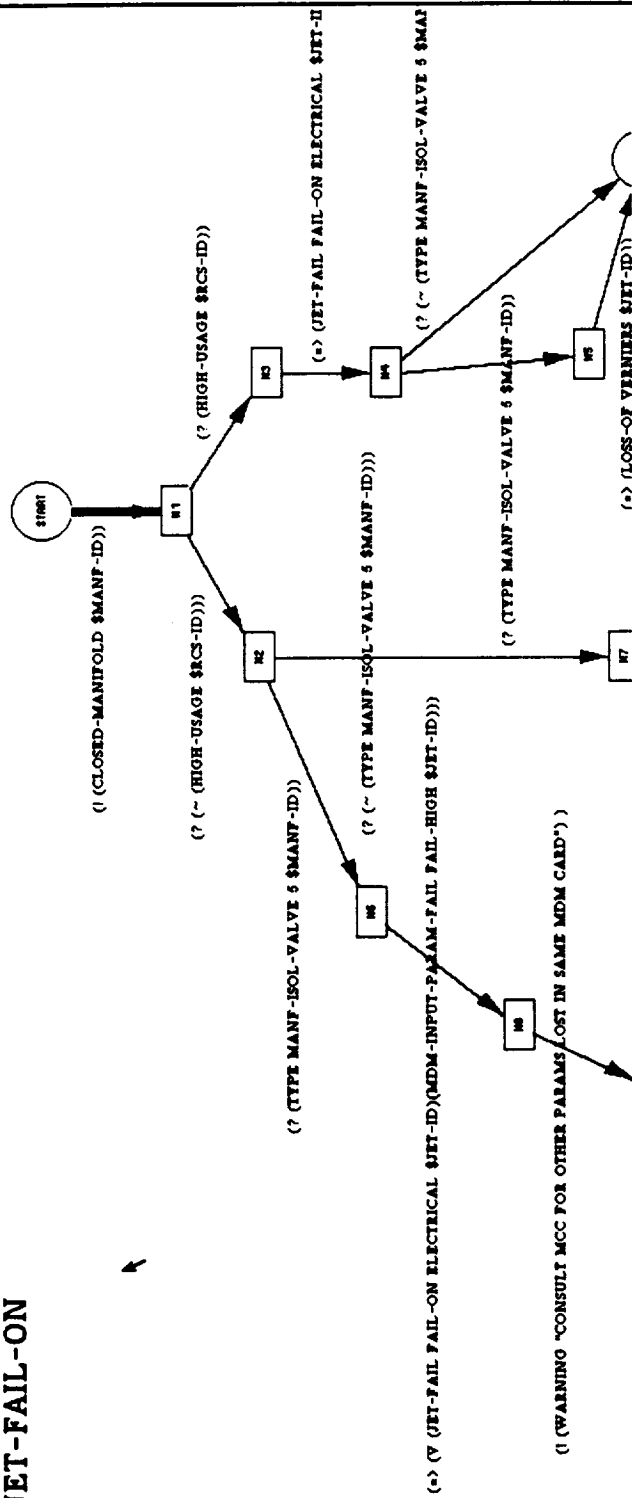 JET-FAIL-ON
START
(! (CLOSED-MANIFOLD $MANF-ID))
N1
(? (~ (HIGH-USAGE $RCS-ID)))
(? (HIGH-USAGE $RCS-ID))
N2
N3
(? (TYPE MANF-ISOL-VALVE 5 $MANF-ID))
(=> (JET-FAIL FAIL-ON ELECTRICAL $JET-I
(? (~ (TYPE MANF-ISOL-VALVE 5 $MANF-ID)))
N6
N4
(? (~ (TYPE MANF-ISOL-VALVE 5 $MAN
(=> (V (JET-FAIL FAIL-ON ELECTRICAL $JET-ID)(MDM-INPUT-PARAM-FAIL FAIL-HIGH $JET-ID)))
(? (TYPE MANF-ISOL-VALVE 5 $MANF-ID))
N8
(! (WARNING "CONSULT MCC FOR OTHER PARAMS LOST IN SAME MDM CARD") )
N5
N7
(=> (LOSS-OF VERNIERS $JET-ID))